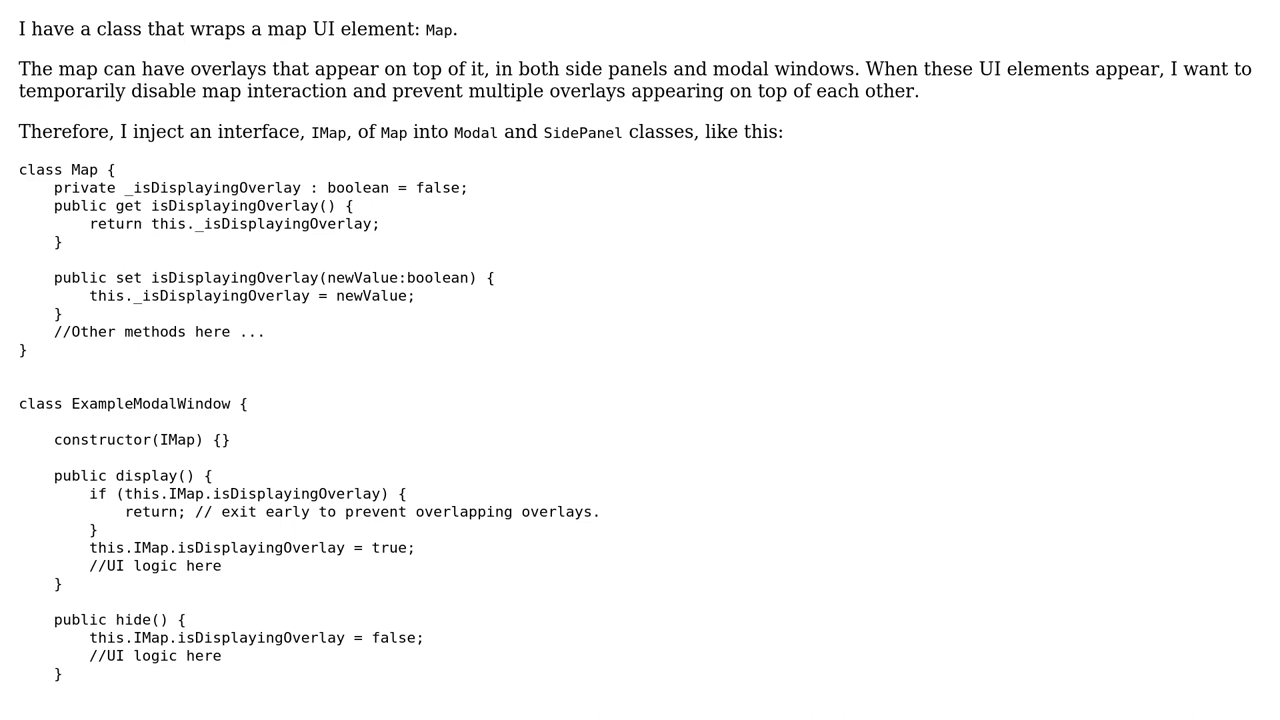 I have a class that wraps a map UI element: Map.
The map can have overlays that appear on top of it, in both side panels and modal windows. When these UI elements appear, I want to
temporarily disable map interaction and prevent multiple overlays appearing on top of each other.
Therefore, I inject an interface, IMap, of Map into Modal and SidePanel classes, like this:
class Map {
    private _isDisplayingOverlay : boolean = false;
    public get isDisplayingOverlay() {
        return this._isDisplayingOverlay;
    }
    public set isDisplayingOverlay(newValue:boolean) {
        this._isDisplayingOverlay = newValue;
    }
    //Other methods here ...
}
class ExampleModalWindow {
    constructor(IMap) {}
    public display() {
        if (this.IMap.isDisplayingOverlay) {
            return; // exit early to prevent overlapping overlays.
        }
        this.IMap.isDisplayingOverlay = true;
        //UI logic here
    }
    public hide() {
        this.IMap.isDisplayingOverlay = false;
        //UI logic here
    }